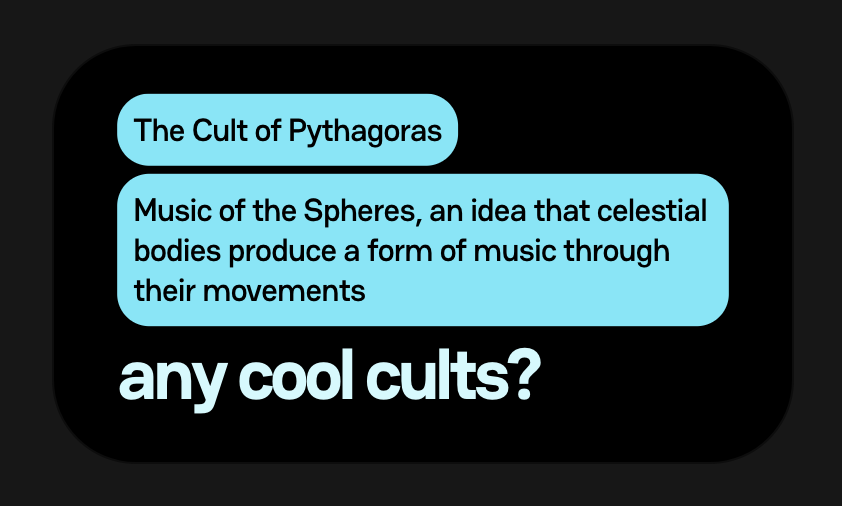 The Cult of Pythagoras
Music of the Spheres, an idea that celestial
bodies produce a form of music through
their movements
any cool cults?